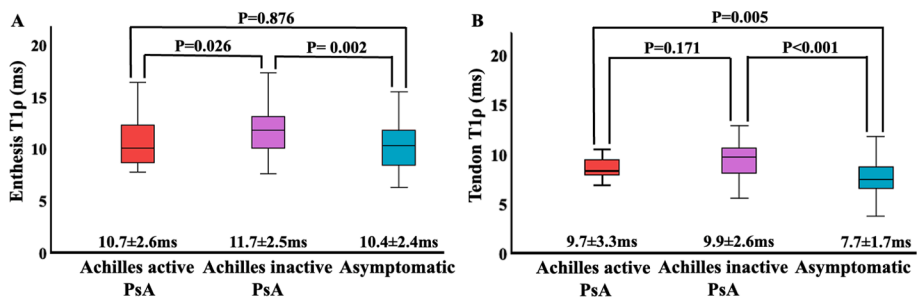 A
P=0.876
P=0.026
P= 0.002
Enthesis T1ρ (ms)
20
15
10
5
0
10.7±2.6ms
11.7±2.5ms
10.4±2.4ms
Achilles active PsA
Achilles inactive PsA
Asymptomatic
B
P=0.005
P=0.171
P<0.001
Tendon T1ρ (ms)
20
15
10
5
0
9.7±3.3ms
9.9±2.6ms
7.7±1.7ms
Achilles active PsA
Achilles inactive PsA
Asymptomatic